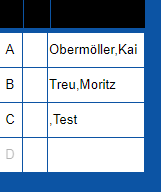 A Obermöller,Kai
B Treu,Moritz
C ,Test
D